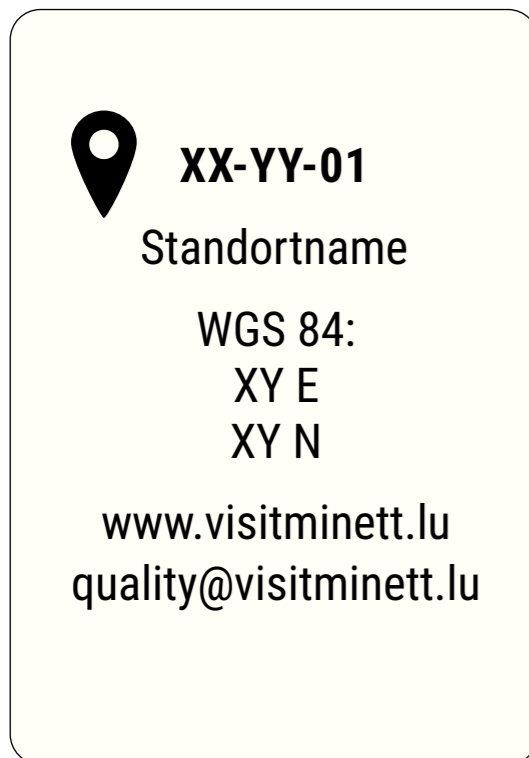 XX-YY-01
Standortname
WGS 84:
XY E
XY N
www.visitminett.lu
quality@visitminett.lu